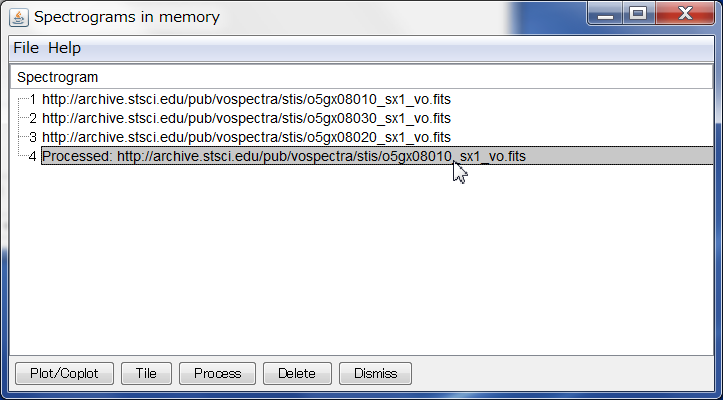 Spectrograms in memory
File Help
Spectrogram
1 http://archive.stsci.edu/pub/vospectra/stis/o5gx08010_sx1_vo.fits
2 http://archive.stsci.edu/pub/vospectra/stis/o5gx08030_sx1_vo.fits
3 http://archive.stsci.edu/pub/vospectra/stis/o5gx08020_sx1_vo.fits
4 Processed: http://archive.stsci.edu/pub/vospectra/stis/o5gx08010_sx1_vo.fits
Plot/Coplot Tile Process Delete Dismiss